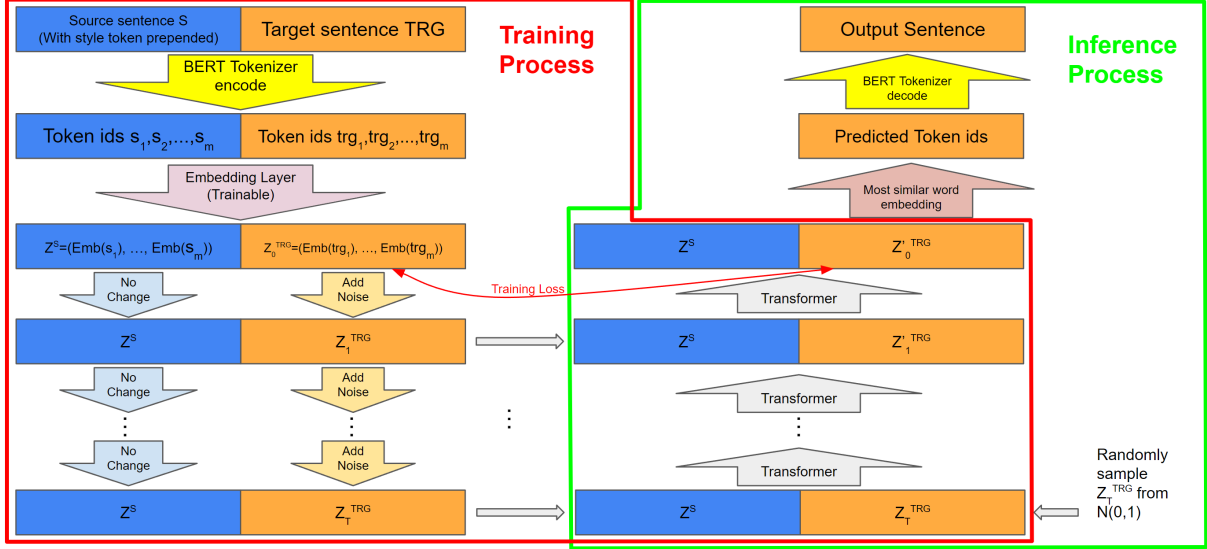 Source sentence S
(With style token prepended)
Target sentence TRG
Training
Process
BERT Tokenizer
encode
Token ids s₁,s₂,...,sₘ
Token ids trg₁,trg₂,...,trgₘ
Embedding Layer
(Trainable)
Zˢ=(Emb(s₁), …, Emb(sₘ))
Z₀ᵀᴿᴳ=(Emb(trg₁), …, Emb(trgₘ))
No
Change
Add
Noise
Training Loss
Zˢ
Z₁ᵀᴿᴳ
No
Change
Add
Noise
⋮
⋮
⋮
No
Change
Add
Noise
Zˢ
Z_Tᵀᴿᴳ
Output Sentence
Inference
Process
BERT Tokenizer
decode
Predicted Token ids
Most similar word
embedding
Zˢ
Z'₀ᵀᴿᴳ
Transformer
Zˢ
Z'₁ᵀᴿᴳ
Transformer
⋮
Transformer
Zˢ
Z_Tᵀᴿᴳ
Randomly
sample
Z_Tᵀᴿᴳ from
N(0,1)